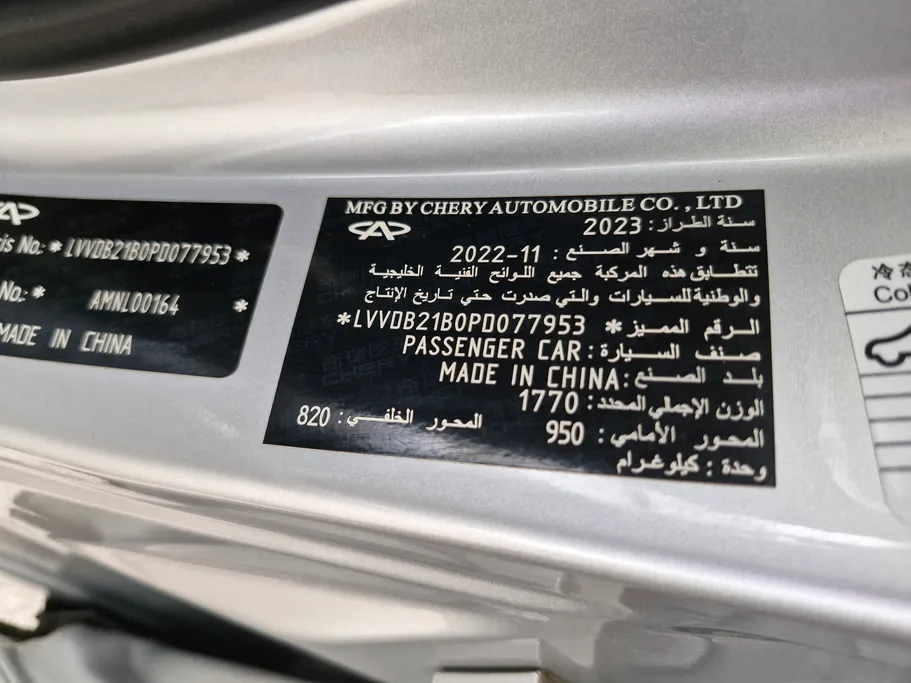 sis No.: *LVVDB21B0PD077953*
No.: * AMNL00164 *
MADE IN CHINA
MFG BY CHERY AUTOMOBILE CO. , LTD
سنة الطراز: 2023
سنة و شهر الصنع : 11-2022
تتطابق هذه المركبة جميع اللوائح الفنية الخليجية
والوطنية للسيارات والتي صدرت حتي تاريخ الإنتاج
الرقم المميز *LVVDB21B0PD077953*
صنف السيارة : PASSENGER CAR
بلد الصنع : MADE IN CHINA
الوزن الإجمالي المحدد: 1770
المحور الأمامي : 950 المحور الخلفي : 820
وحدة : كيلوغرام
冷
Col